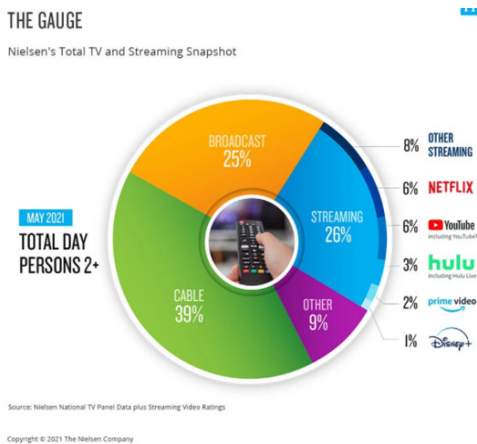 THE GAUGE
Nielsen's Total TV and Streaming Snapshot
MAY 2021
TOTAL DAY
PERSONS 2+
BROADCAST
25%
STREAMING
26%
CABLE
39%
OTHER
9%
8% OTHER
STREAMING
6% NETFLIX
6% YouTube
including YouTubeT
3% hulu
including Hulu Live
2% prime video
1% Disney+
Source: Nielsen National TV Panel Data plus Streaming Video Ratings
Copyright © 2021 The Nielsen Company